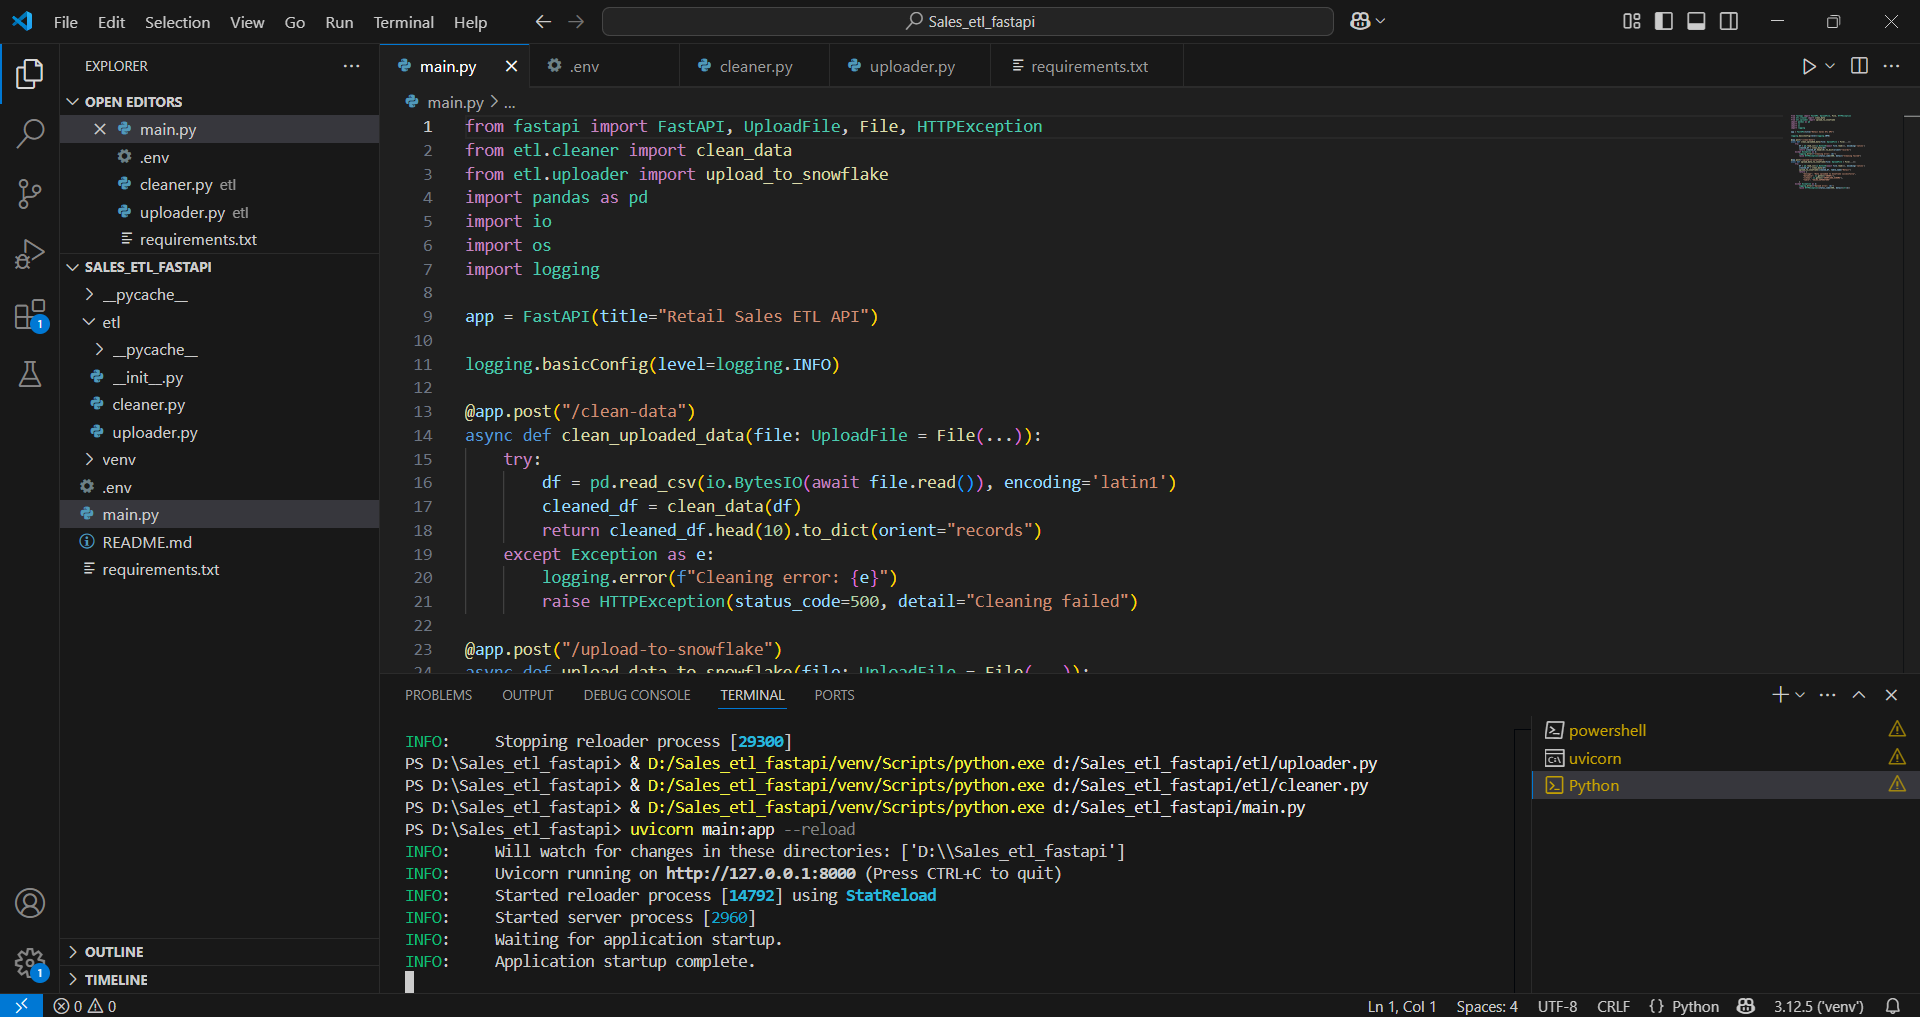 File Edit Selection View Go Run Terminal Help
Sales_etl_fastapi
EXPLORER
OPEN EDITORS
main.py
.env
cleaner.py etl
uploader.py etl
requirements.txt
SALES_ETL_FASTAPI
__pycache__
etl
__pycache__
__init__.py
cleaner.py
uploader.py
venv
.env
main.py
README.md
requirements.txt
OUTLINE
TIMELINE
1
1
main.py .env cleaner.py uploader.py requirements.txt
main.py > ...
1 from fastapi import FastAPI, UploadFile, File, HTTPException
2 from etl.cleaner import clean_data
3 from etl.uploader import upload_to_snowflake
4 import pandas as pd
5 import io
6 import os
7 import logging
8
9 app = FastAPI(title="Retail Sales ETL API")
10
11 logging.basicConfig(level=logging.INFO)
12
13 @app.post("/clean-data")
14 async def clean_uploaded_data(file: UploadFile = File(...)):
15 try:
16 df = pd.read_csv(io.BytesIO(await file.read()), encoding='latin1')
17 cleaned_df = clean_data(df)
18 return cleaned_df.head(10).to_dict(orient="records")
19 except Exception as e:
20 logging.error(f"Cleaning error: {e}")
21 raise HTTPException(status_code=500, detail="Cleaning failed")
22
23 @app.post("/upload-to-snowflake")
24 async def upload_data_to_snowflake(file: UploadFile = File(...)):
PROBLEMS OUTPUT DEBUG CONSOLE TERMINAL PORTS
INFO: Stopping reloader process [29300]
PS D:\Sales_etl_fastapi> & D:/Sales_etl_fastapi/venv/Scripts/python.exe d:/Sales_etl_fastapi/etl/uploader.py
PS D:\Sales_etl_fastapi> & D:/Sales_etl_fastapi/venv/Scripts/python.exe d:/Sales_etl_fastapi/etl/cleaner.py
PS D:\Sales_etl_fastapi> & D:/Sales_etl_fastapi/venv/Scripts/python.exe d:/Sales_etl_fastapi/main.py
PS D:\Sales_etl_fastapi> uvicorn main:app --reload
INFO: Will watch for changes in these directories: ['D:\\Sales_etl_fastapi']
INFO: Uvicorn running on http://127.0.0.1:8000 (Press CTRL+C to quit)
INFO: Started reloader process [14792] using StatReload
INFO: Started server process [2960]
INFO: Waiting for application startup.
INFO: Application startup complete.
powershell
uvicorn
Python
0 0
Ln 1, Col 1 Spaces: 4 UTF-8 CRLF {} Python 3.12.5 ('venv')